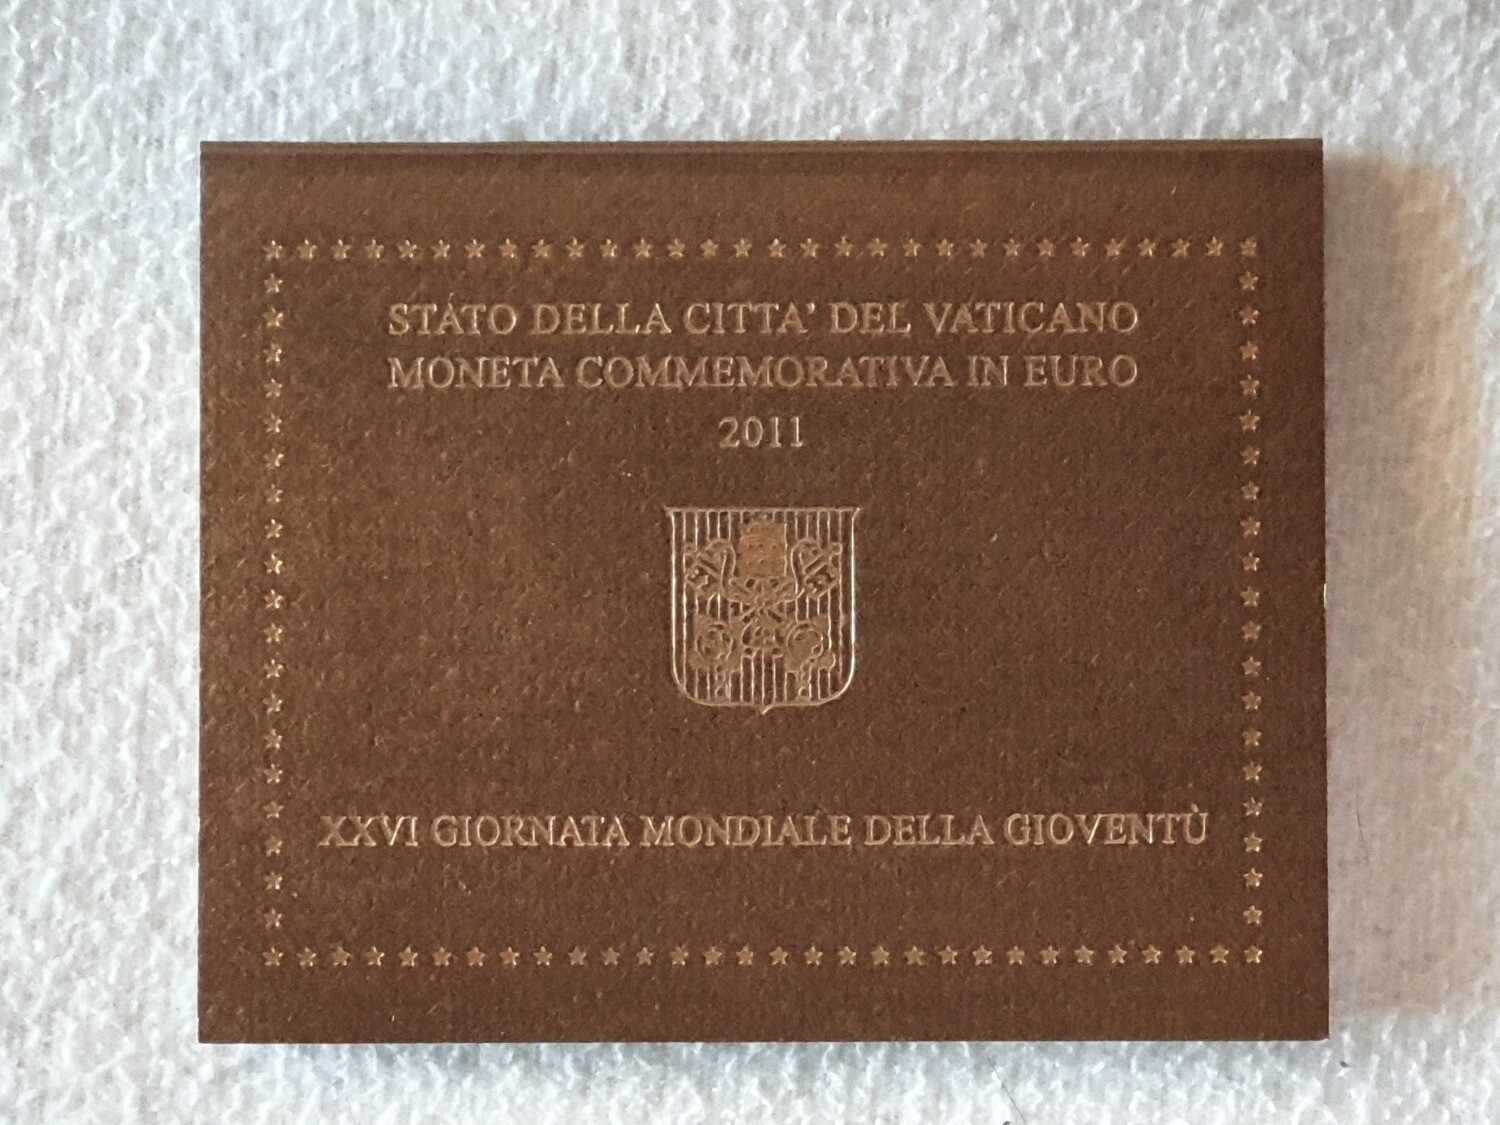 STATO DELLA CITTA' DEL VATICANO
MONETA COMMEMORATIVA IN EURO
2011
XXVI GIORNATA MONDIALE DELLA GIOVENTÙ